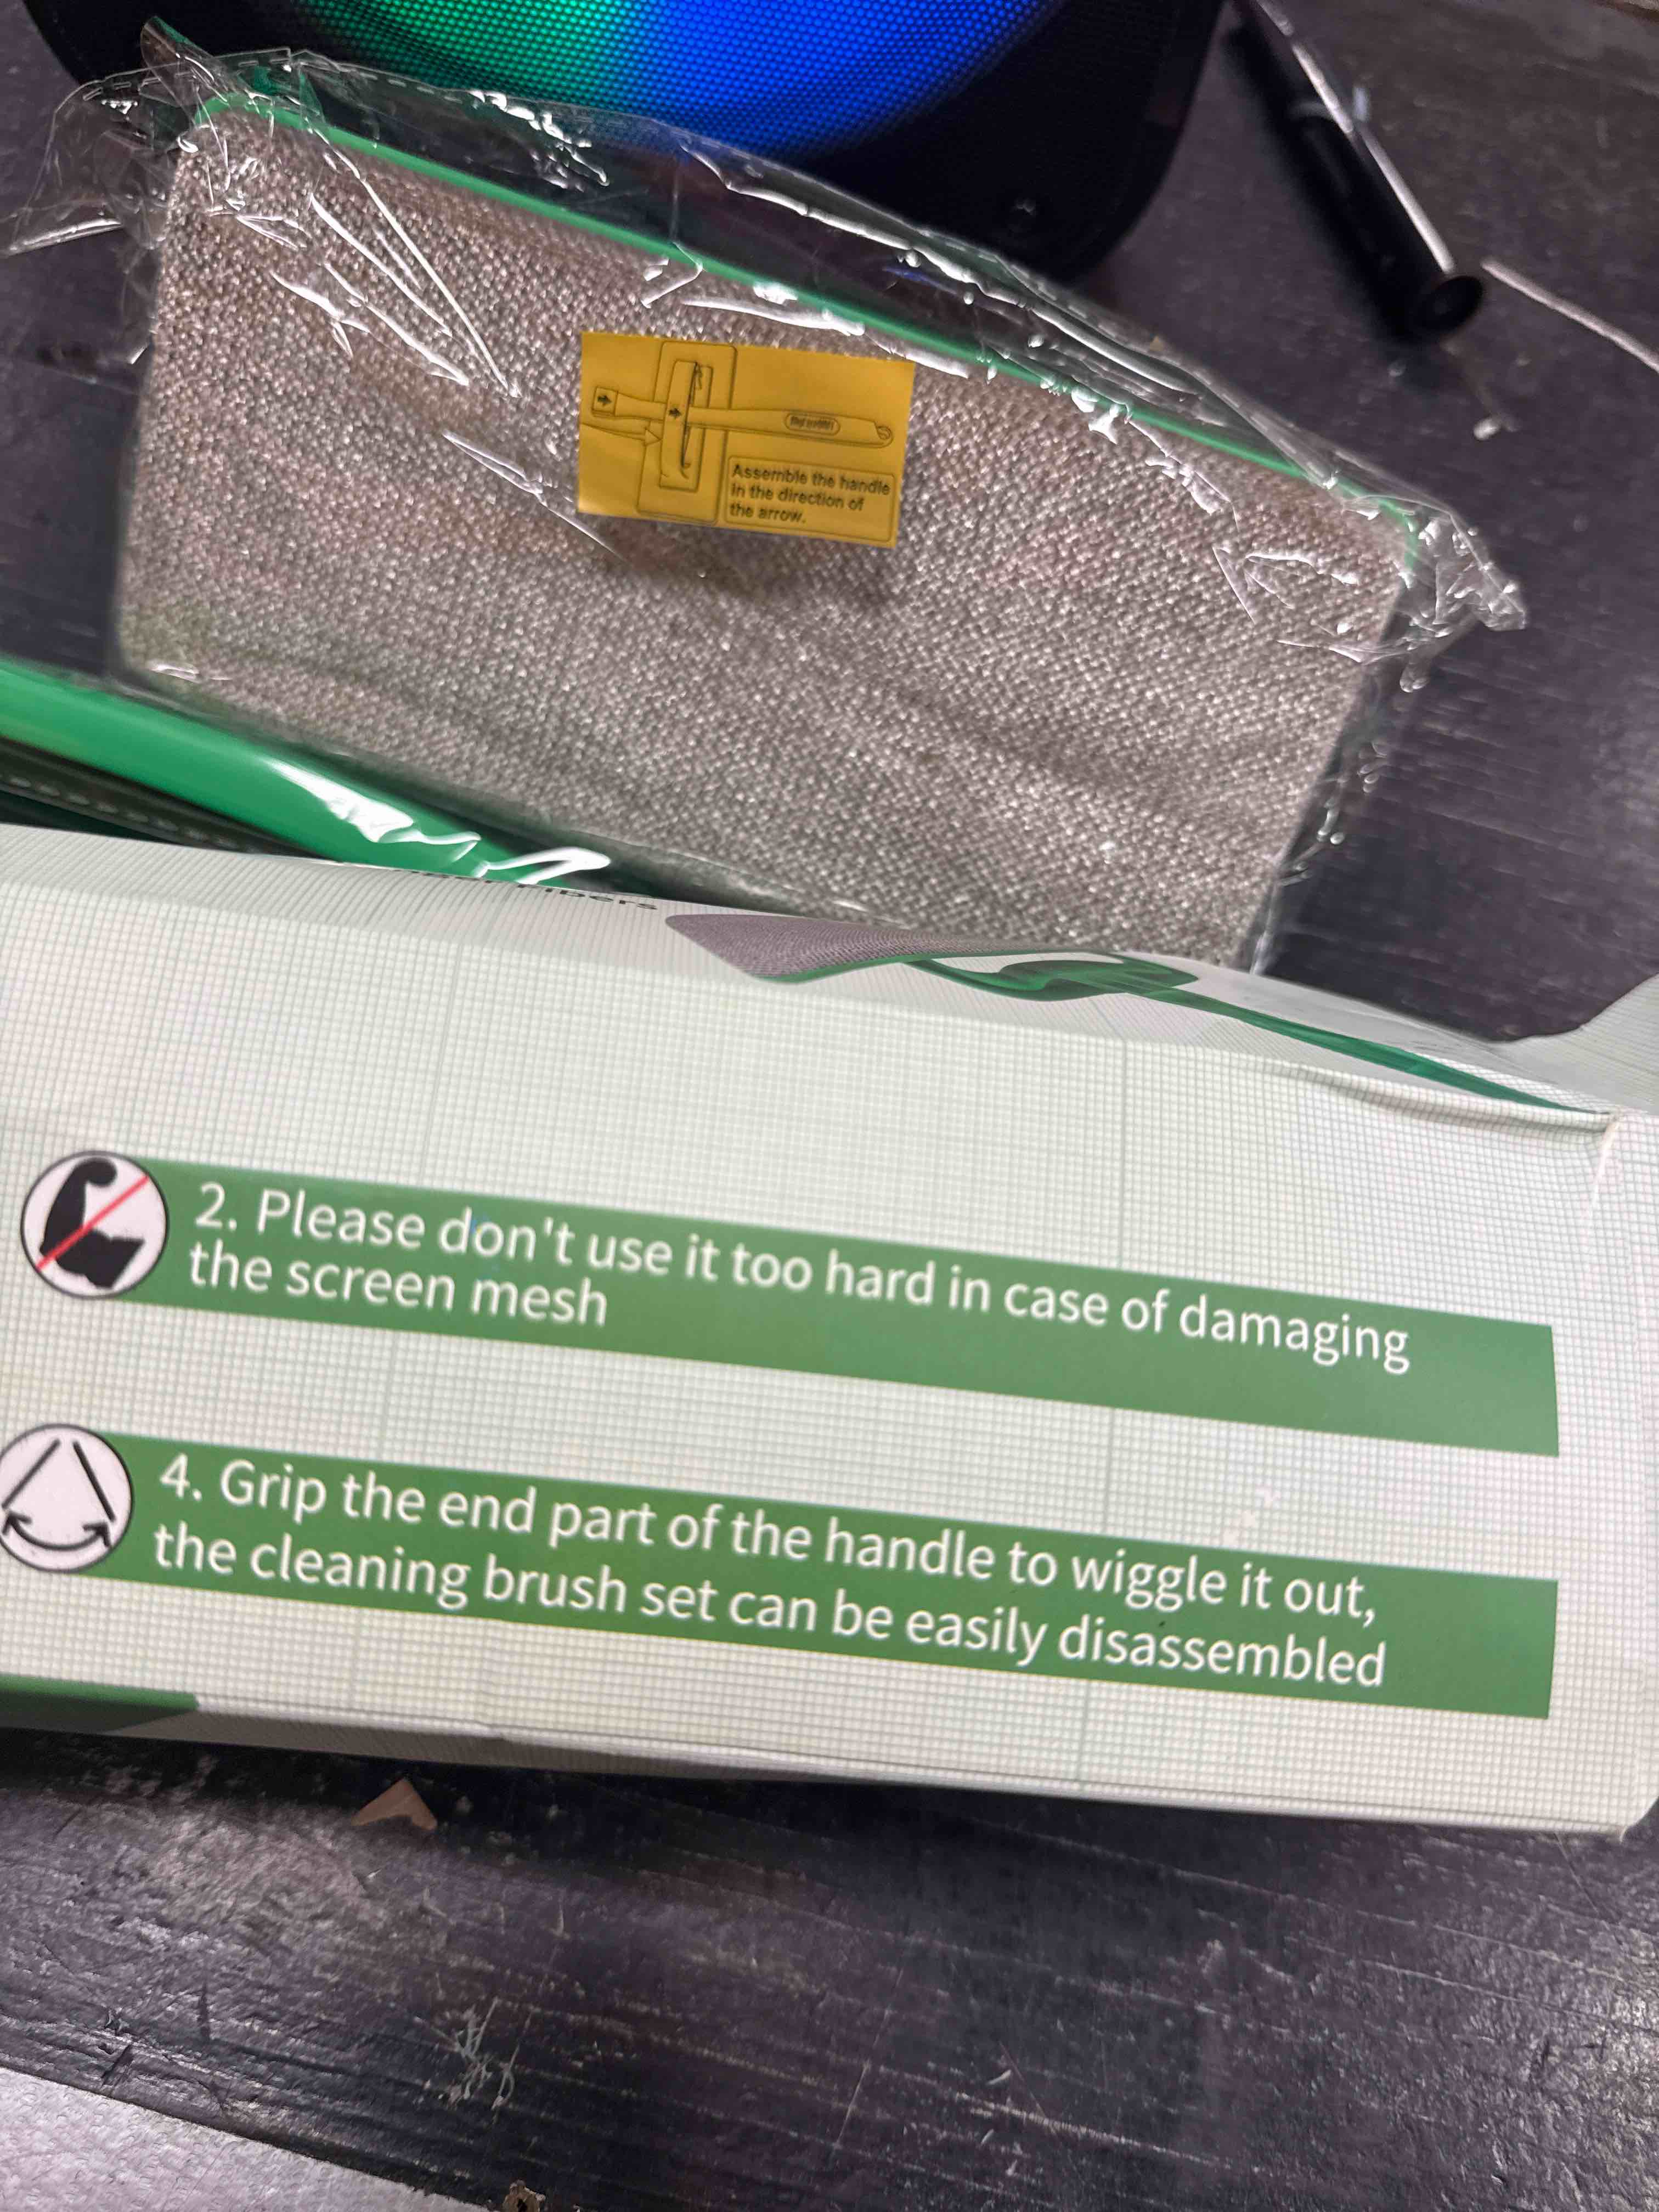 Assemble the handle
in the direction of
the arrow.
2. Please don't use it too hard in case of damaging
the screen mesh
4. Grip the end part of the handle to wiggle it out,
the cleaning brush set can be easily disassembled